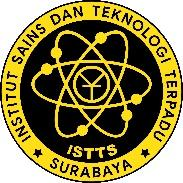 INSTITUT SAINS DAN TEKNOLOGI TERPADU
iSTTS
SURABAYA